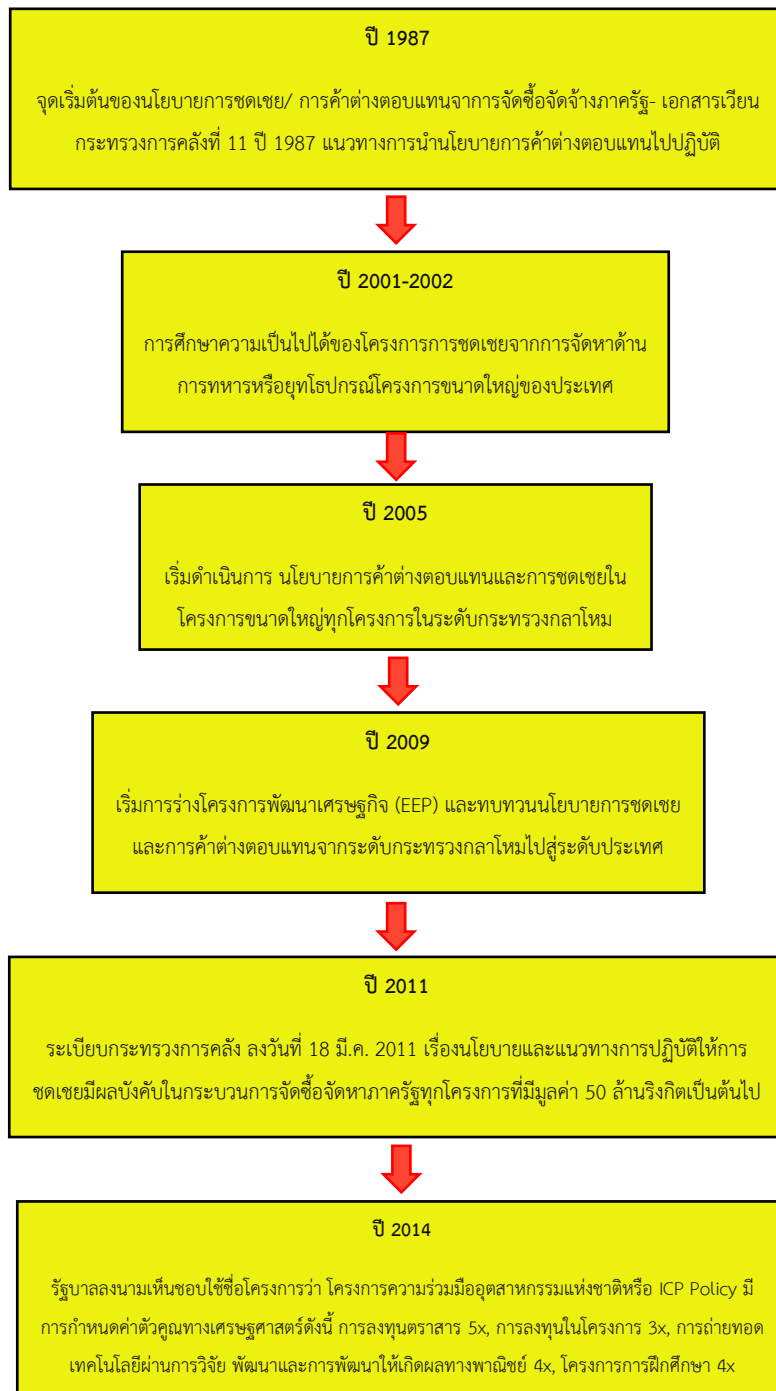 ปี 1987
จุดเริ่มต้นของนโยบายการชดเชย/ การค้าต่างตอบแทนจาการจัดซื้อจัดจ้างภาครัฐ- เอกสารเวียน
กระทรวงการคลังที่ 11 ปี 1987 แนวทางการนำนโยบายการค้าต่างตอบแทนไปปฏิบัติ
ปี 2001-2002
การศึกษาความเป็นไปได้ของโครงการการชดเชยจากการจัดหาด้าน
การทหารหรือยุทโธปกรณ์โครงการขนาดใหญ่ของประเทศ
ปี 2005
เริ่มดำเนินการ นโยบายการค้าต่างตอบแทนและการชดเชยใน
โครงการขนาดใหญ่ทุกโครงการในระดับกระทรวงกลาโหม
ปี 2009
เริ่มการร่างโครงการพัฒนาเศรษฐกิจ (EEP) และทบทวนนโยบายการชดเชย
และการค้าต่างตอบแทนจากระดับกระทรวงกลาโหมไปสู่ระดับประเทศ
ปี 2011
ระเบียบกระทรวงการคลัง ลงวันที่ 18 มี.ค. 2011 เรื่องนโยบายและแนวทางการปฏิบัติให้การ
ชดเชยมีผลบังคับในกระบวนการจัดซื้อจัดหาภาครัฐทุกโครงการที่มีมูลค่า 50 ล้านริงกิตเป็นต้นไป
ปี 2014
รัฐบาลลงนามเห็นชอบใช้ชื่อโครงการว่า โครงการความร่วมมืออุตสาหกรรมแห่งชาติหรือ ICP Policy มี
การกำหนดค่าตัวคูณทางเศรษฐศาสตร์ดังนี้ การลงทุนตราสาร 5x, การลงทุนในโครงการ 3x, การถ่ายทอด
เทคโนโลยีผ่านการวิจัย พัฒนาและการพัฒนาให้เกิดผลทางพาณิชย์ 4x, โครงการการฝึกศึกษา 4x